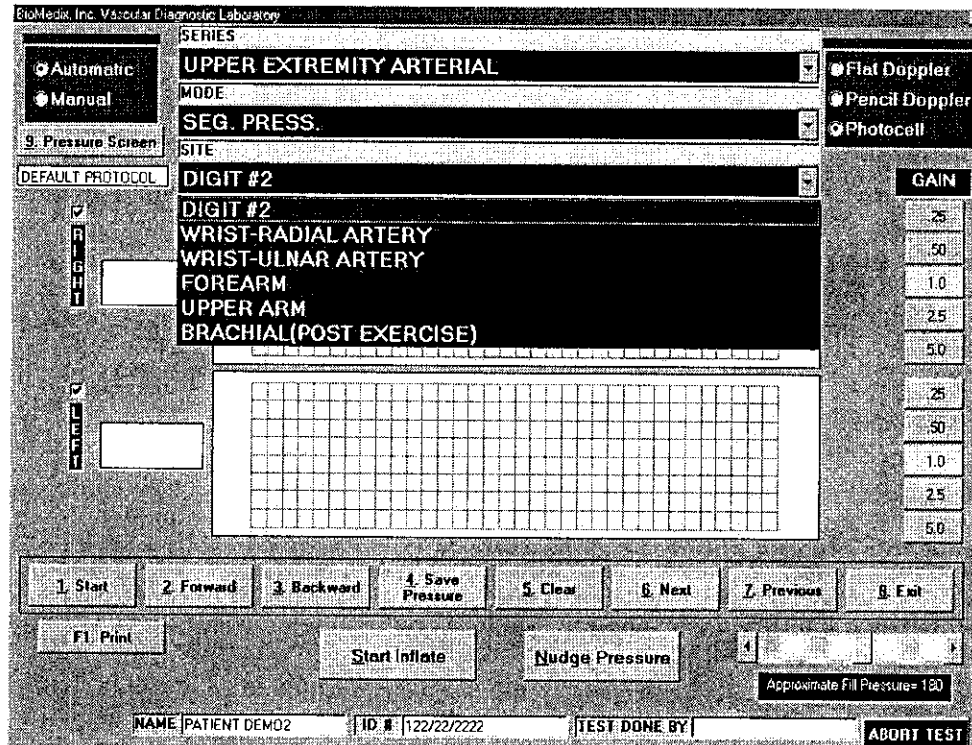 BioMedix, Inc. Vascular Diagnostic Laboratory
SERIES
Automatic
Manual
9. Pressure Screen
DEFAULT PROTOCOL
UPPER EXTREMITY ARTERIAL
MODE
SEG. PRESS.
SITE
DIGIT #2
DIGIT #2
WRIST-RADIAL ARTERY
WRIST-ULNAR ARTERY
FOREARM
UPPER ARM
BRACHIAL(POST EXERCISE)
Flat Doppler
Pencil Doppler
Photocell
GAIN
.25
.50
1.0
2.5
5.0
RIGHT
LEFT
.25
.50
1.0
2.5
5.0
1. Start
2. Forward
3. Backward
4. Save Pressure
5. Clear
6. Next
7. Previous
8. Exit
F1. Print
Start Inflate
Nudge Pressure
Approximate Fill Pressure= 180
NAME PATIENT DEMO2
ID # 122/22/2222
TEST DONE BY
ABORT TEST